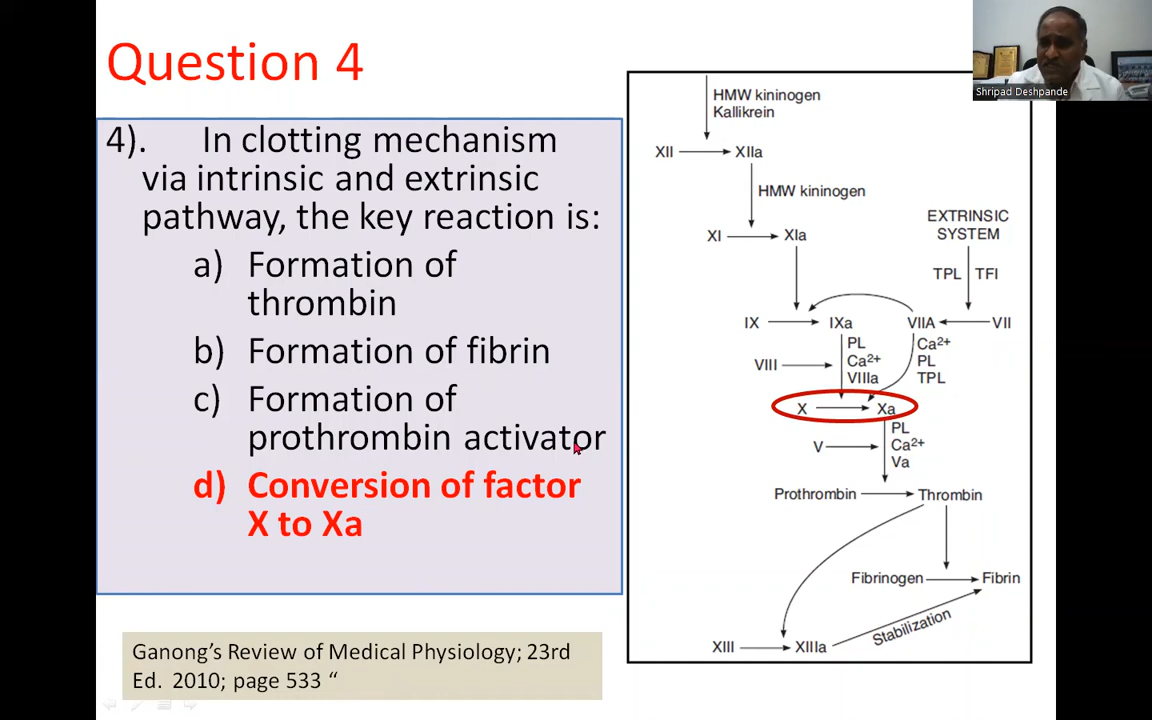 Question 4
4). In clotting mechanism
via intrinsic and extrinsic
pathway, the key reaction is:
a) Formation of
thrombin
b) Formation of fibrin
c) Formation of
prothrombin activator
d) Conversion of factor
X to Xa
Ganong's Review of Medical Physiology; 23rd
Ed. 2010; page 533 “
HMW kininogen
Kallikrein
XII XIIa
HMW kininogen
XI XIa
EXTRINSIC
SYSTEM
TPL TFI
IX IXa VIIA VII
PL Ca2+
VIII Ca2+ PL
VIIIa TPL
X Xa
PL
V Ca2+
Va
Prothrombin Thrombin
Fibrinogen Fibrin
Stabilization
XIII XIIIa
Shripad Deshpande